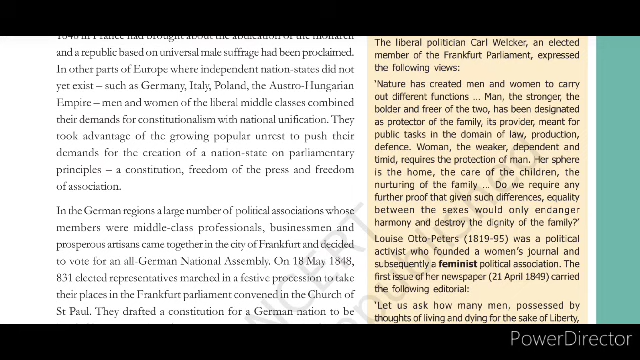 1848 in France had brought about the abdication of the monarch
and a republic based on universal male suffrage had been proclaimed.
In other parts of Europe where independent nation-states did not
yet exist – such as Germany, Italy, Poland, the Austro-Hungarian
Empire – men and women of the liberal middle classes combined
their demands for constitutionalism with national unification. They
took advantage of the growing popular unrest to push their
demands for the creation of a nation-state on parliamentary
principles – a constitution, freedom of the press and freedom
of association.
In the German regions a large number of political associations whose
members were middle-class professionals, businessmen and
prosperous artisans came together in the city of Frankfurt and decided
to vote for an all-German National Assembly. On 18 May 1848,
831 elected representatives marched in a festive procession to take
their places in the Frankfurt parliament convened in the Church of
St Paul. They drafted a constitution for a German nation to be
The liberal politician Carl Welcker, an elected
member of the Frankfurt Parliament, expressed
the following views:
‘Nature has created men and women to carry
out different functions ... Man, the stronger, the
bolder and freer of the two, has been designated
as protector of the family, its provider, meant for
public tasks in the domain of law, production,
defence. Woman, the weaker, dependent and
timid, requires the protection of man. Her sphere
is the home, the care of the children, the
nurturing of the family ... Do we require any
further proof that given such differences, equality
between the sexes would only endanger
harmony and destroy the dignity of the family?’
Louise Otto-Peters (1819-95) was a political
activist who founded a women's journal and
subsequently a feminist political association. The
first issue of her newspaper (21 April 1849) carried
the following editorial:
‘Let us ask how many men, possessed by
thoughts of living and dying for the sake of Liberty,
PowerDirector